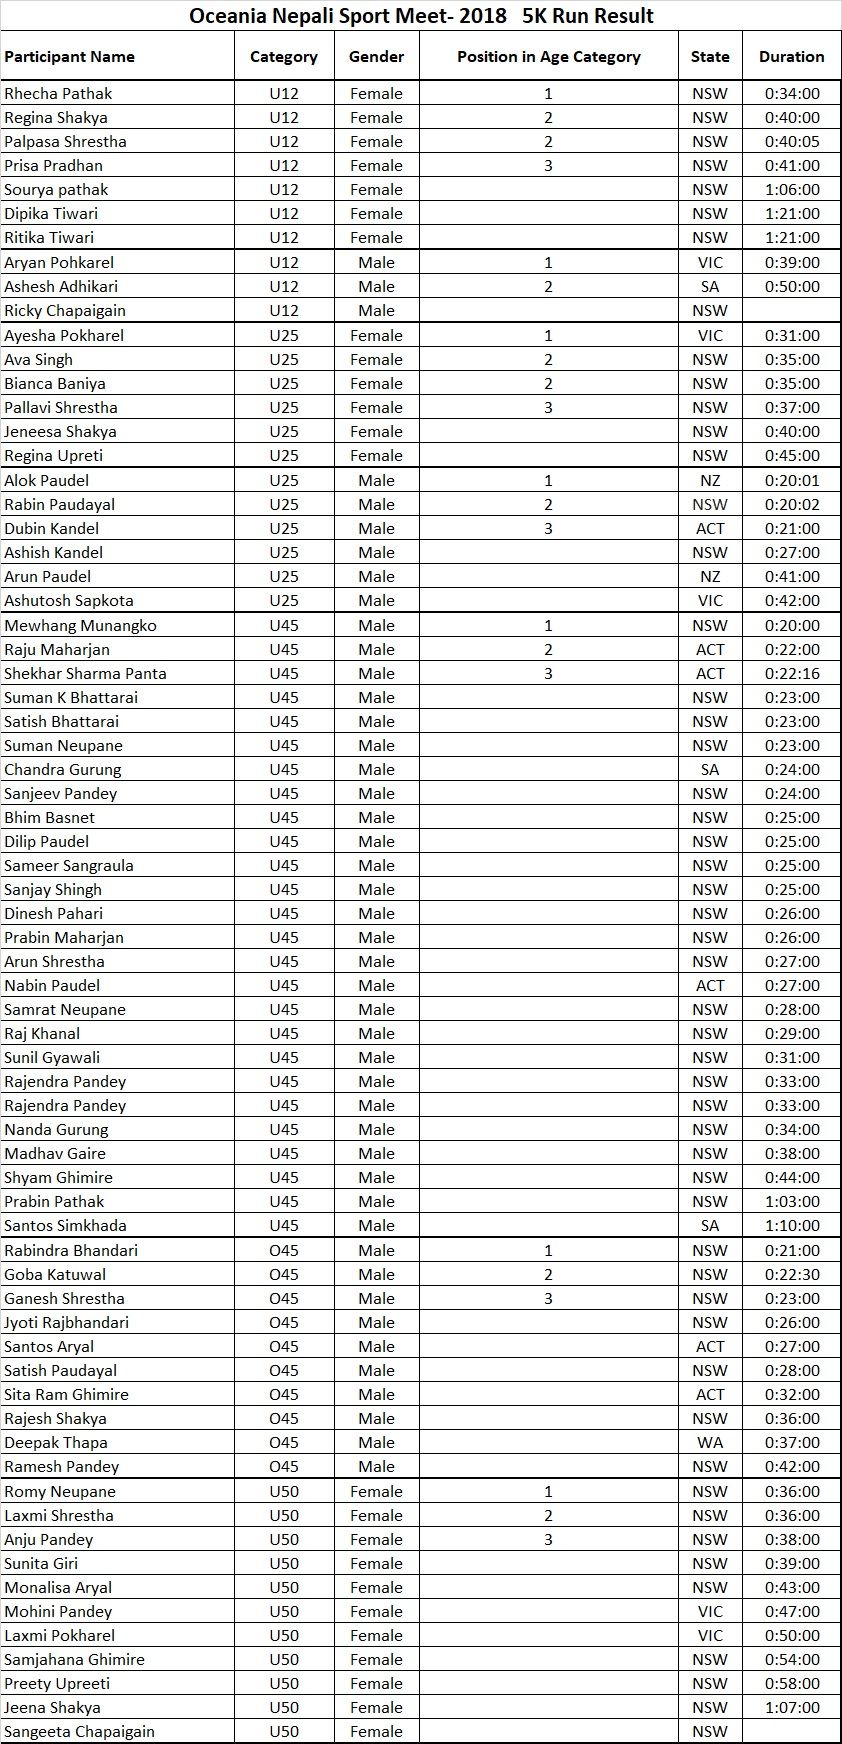 Oceania Nepali Sport Meet- 2018 5K Run Result
Participant Name Category Gender Position in Age Category State Duration
Rhecha Pathak U12 Female 1 NSW 0:34:00
Regina Shakya U12 Female 2 NSW 0:40:00
Palpasa Shrestha U12 Female 2 NSW 0:40:05
Prisa Pradhan U12 Female 3 NSW 0:41:00
Sourya pathak U12 Female NSW 1:06:00
Dipika Tiwari U12 Female NSW 1:21:00
Ritika Tiwari U12 Female NSW 1:21:00
Aryan Pohkarel U12 Male 1 VIC 0:39:00
Ashesh Adhikari U12 Male 2 SA 0:50:00
Ricky Chapaigain U12 Male NSW
Ayesha Pokharel U25 Female 1 VIC 0:31:00
Ava Singh U25 Female 2 NSW 0:35:00
Bianca Baniya U25 Female 2 NSW 0:35:00
Pallavi Shrestha U25 Female 3 NSW 0:37:00
Jeneesa Shakya U25 Female NSW 0:40:00
Regina Upreti U25 Female NSW 0:45:00
Alok Paudel U25 Male 1 NZ 0:20:01
Rabin Paudayal U25 Male 2 NSW 0:20:02
Dubin Kandel U25 Male 3 ACT 0:21:00
Ashish Kandel U25 Male NSW 0:27:00
Arun Paudel U25 Male NZ 0:41:00
Ashutosh Sapkota U25 Male VIC 0:42:00
Mewhang Munangko U45 Male 1 NSW 0:20:00
Raju Maharjan U45 Male 2 ACT 0:22:00
Shekhar Sharma Panta U45 Male 3 ACT 0:22:16
Suman K Bhattarai U45 Male NSW 0:23:00
Satish Bhattarai U45 Male NSW 0:23:00
Suman Neupane U45 Male NSW 0:23:00
Chandra Gurung U45 Male SA 0:24:00
Sanjeev Pandey U45 Male NSW 0:24:00
Bhim Basnet U45 Male NSW 0:25:00
Dilip Paudel U45 Male NSW 0:25:00
Sameer Sangraula U45 Male NSW 0:25:00
Sanjay Shingh U45 Male NSW 0:25:00
Dinesh Pahari U45 Male NSW 0:26:00
Prabin Maharjan U45 Male NSW 0:26:00
Arun Shrestha U45 Male NSW 0:27:00
Nabin Paudel U45 Male ACT 0:27:00
Samrat Neupane U45 Male NSW 0:28:00
Raj Khanal U45 Male NSW 0:29:00
Sunil Gyawali U45 Male NSW 0:31:00
Rajendra Pandey U45 Male NSW 0:33:00
Rajendra Pandey U45 Male NSW 0:33:00
Nanda Gurung U45 Male NSW 0:34:00
Madhav Gaire U45 Male NSW 0:38:00
Shyam Ghimire U45 Male NSW 0:44:00
Prabin Pathak U45 Male NSW 1:03:00
Santos Simkhada U45 Male SA 1:10:00
Rabindra Bhandari O45 Male 1 NSW 0:21:00
Goba Katuwal O45 Male 2 NSW 0:22:30
Ganesh Shrestha O45 Male 3 NSW 0:23:00
Jyoti Rajbhandari O45 Male NSW 0:26:00
Santos Aryal O45 Male ACT 0:27:00
Satish Paudayal O45 Male NSW 0:28:00
Sita Ram Ghimire O45 Male ACT 0:32:00
Rajesh Shakya O45 Male NSW 0:36:00
Deepak Thapa O45 Male WA 0:37:00
Ramesh Pandey O45 Male NSW 0:42:00
Romy Neupane U50 Female 1 NSW 0:36:00
Laxmi Shrestha U50 Female 2 NSW 0:36:00
Anju Pandey U50 Female 3 NSW 0:38:00
Sunita Giri U50 Female NSW 0:39:00
Monalisa Aryal U50 Female NSW 0:43:00
Mohini Pandey U50 Female VIC 0:47:00
Laxmi Pokharel U50 Female VIC 0:50:00
Samjahana Ghimire U50 Female NSW 0:54:00
Preety Upreeti U50 Female NSW 0:58:00
Jeena Shakya U50 Female NSW 1:07:00
Sangeeta Chapaigain U50 Female NSW